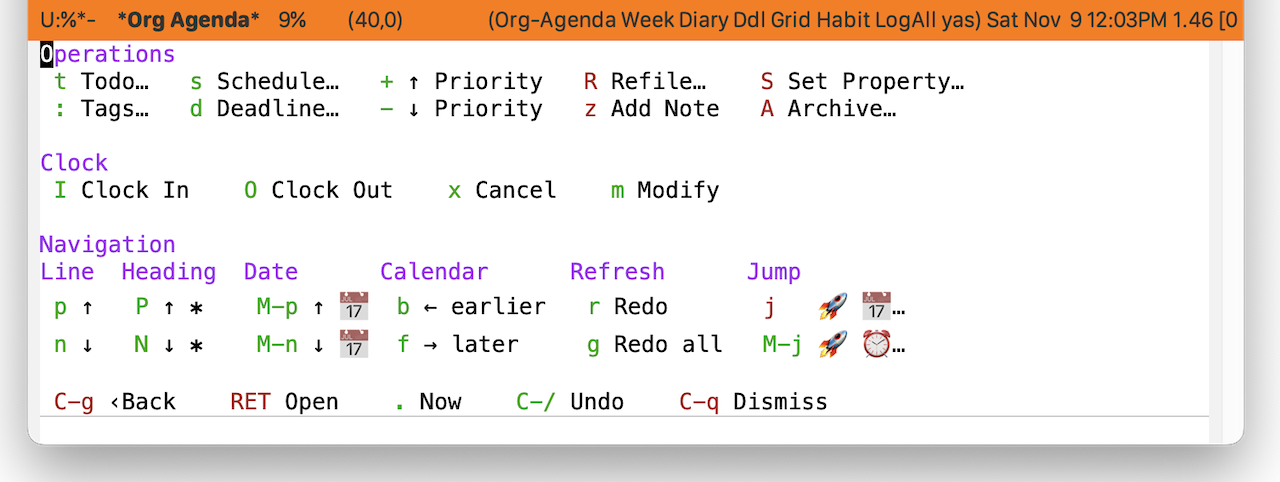 U:%*- *Org Agenda* 9% (40,0) (Org-Agenda Week Diary Ddl Grid Habit LogAll yas) Sat Nov 9 12:03PM 1.46 [0
Operations
t Todo… s Schedule… + ↑ Priority R Refile… S Set Property…
: Tags… d Deadline… - ↓ Priority z Add Note A Archive…
Clock
I Clock In O Clock Out x Cancel m Modify
Navigation
Line Heading Date Calendar Refresh Jump
p ↑ P ↑ ∗ M-p ↑ 📅 b ← earlier r Redo j 🚀 📅…
n ↓ N ↓ ∗ M-n ↓ 📅 f → later g Redo all M-j 🚀 ⏰…
C-g ‹Back RET Open . Now C-/ Undo C-q Dismiss